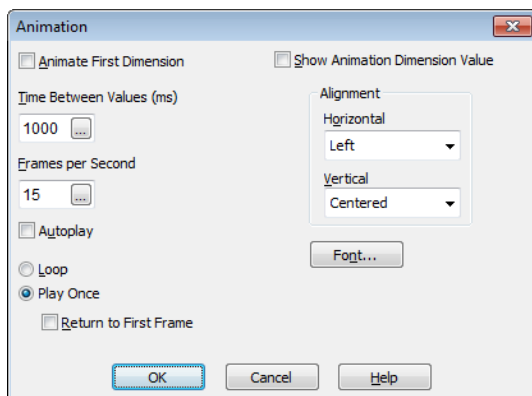 Animation
Animate First Dimension
Show Animation Dimension Value
Time Between Values (ms)
1000 ...
Frames per Second
15 ...
Autoplay
Loop
Play Once
Return to First Frame
Alignment
Horizontal
Left
Vertical
Centered
Font...
OK Cancel Help